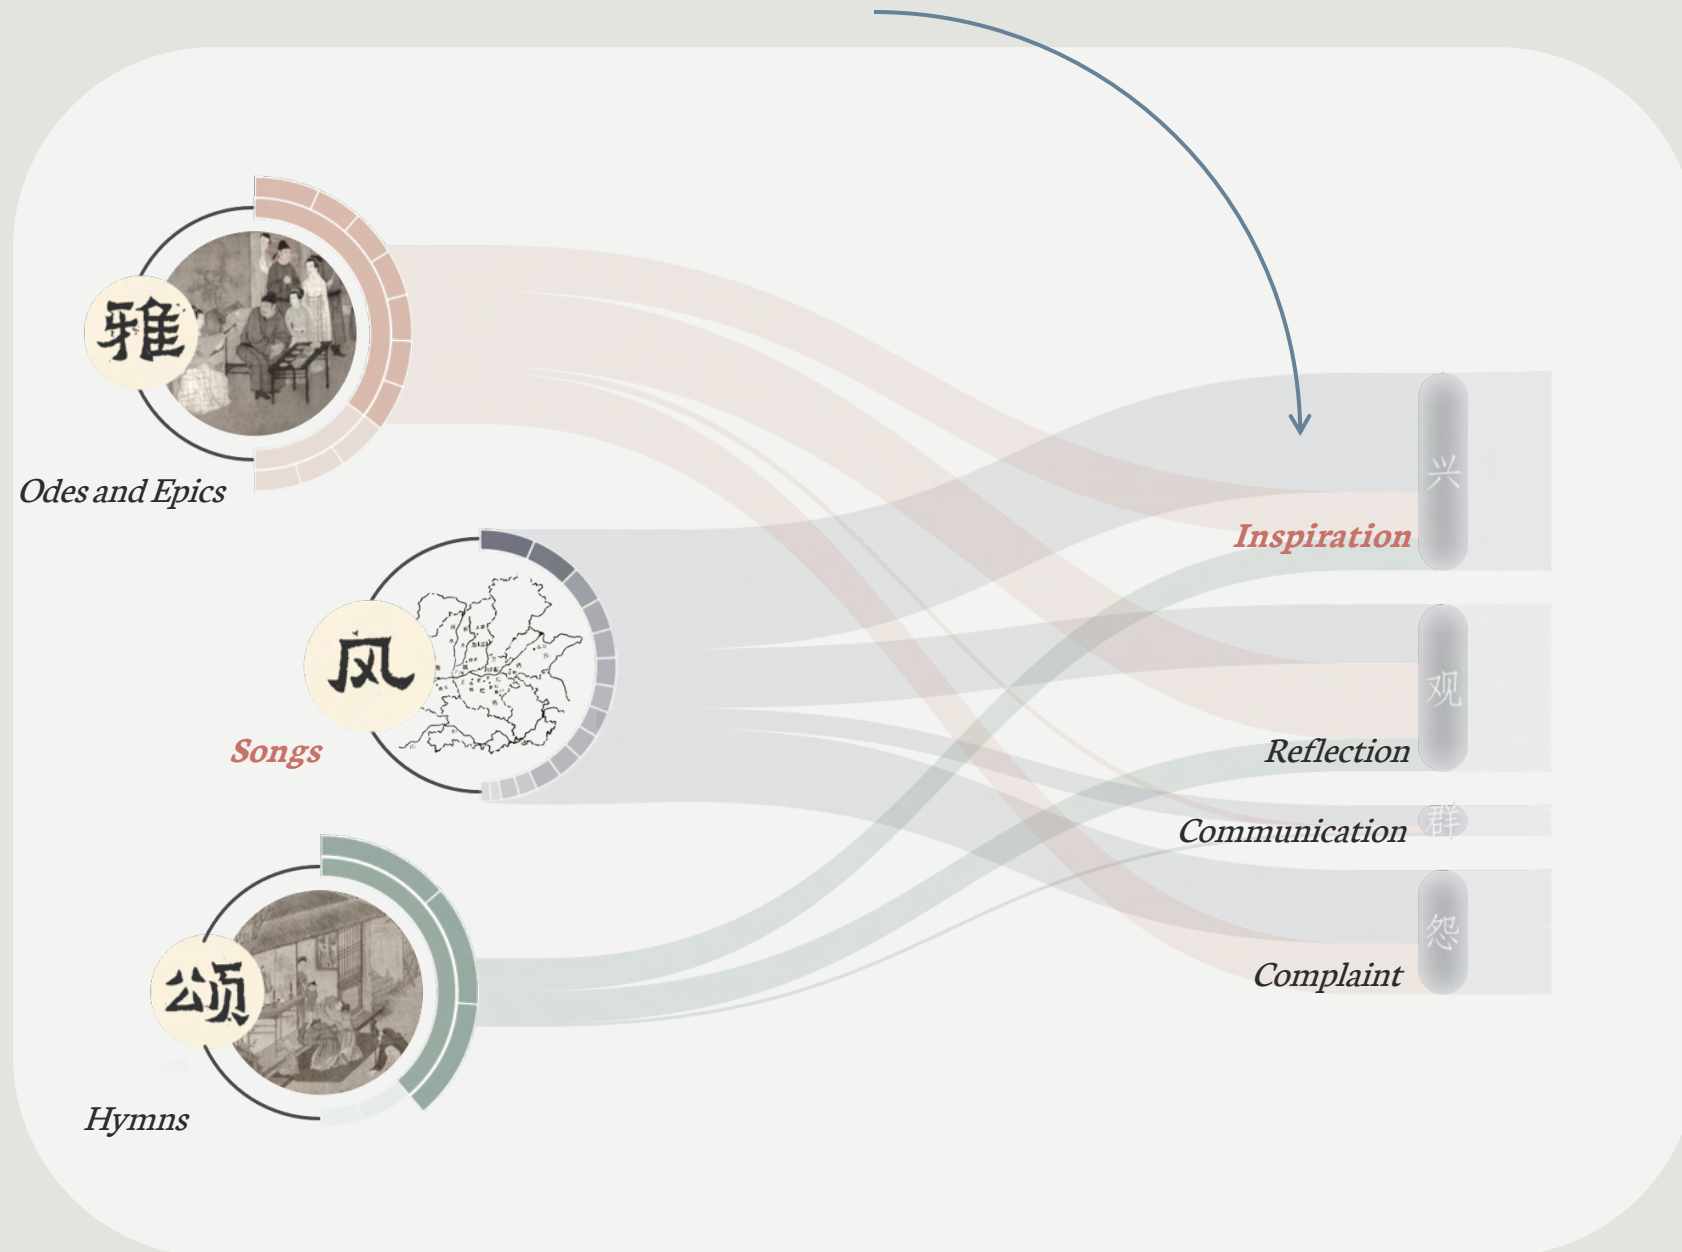 雅
Odes and Epics
风
Songs
颂
Hymns
兴
Inspiration
观
Reflection
群
Communication
怨
Complaint